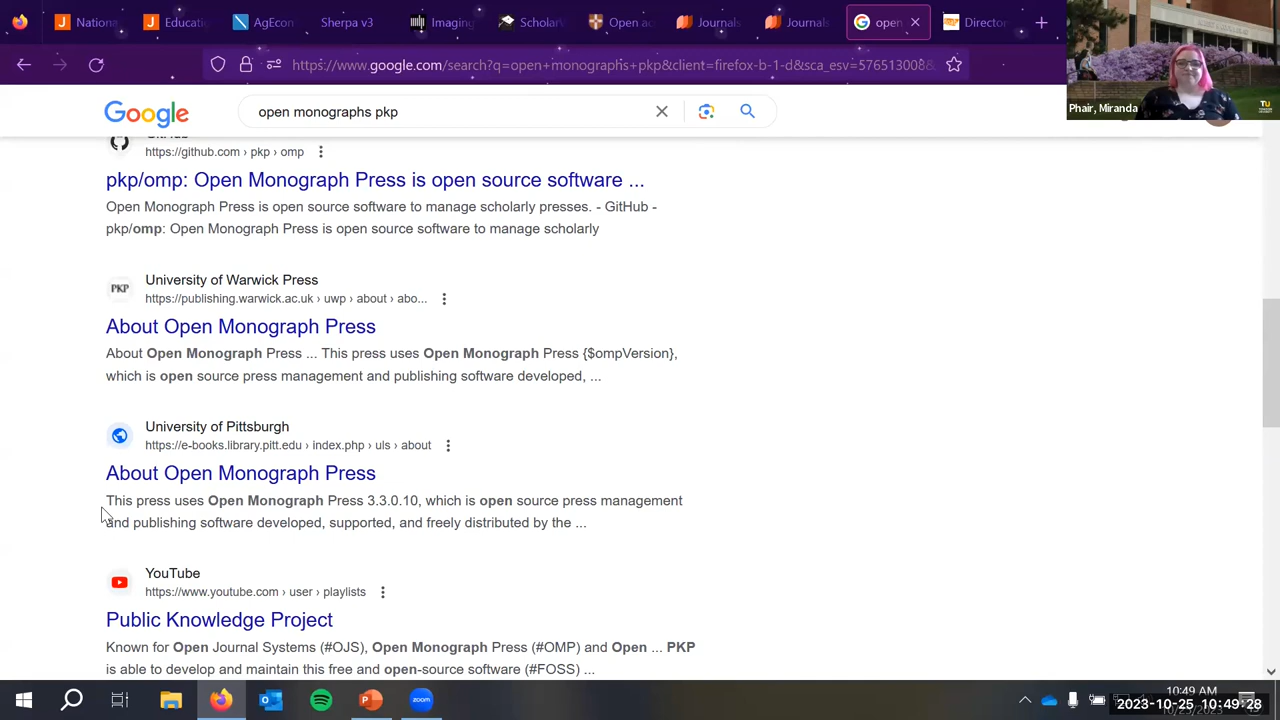 Nationa
Educati
AgEcon
Sherpa v3
Imaging
ScholarV
Open ac
Journals
Journals
open
Directo
https://www.google.com/search?q=open+monographs+pkp&client=firefox-b-1-d&sca_esv=576513008&
Phair, Miranda
TU
Google
open monographs pkp
GitHub
https://github.com › pkp › omp
pkp/omp: Open Monograph Press is open source software ...
Open Monograph Press is open source software to manage scholarly presses. - GitHub -
pkp/omp: Open Monograph Press is open source software to manage scholarly
PKP
University of Warwick Press
https://publishing.warwick.ac.uk › uwp › about › abo...
About Open Monograph Press
About Open Monograph Press ... This press uses Open Monograph Press {$ompVersion},
which is open source press management and publishing software developed, ...
University of Pittsburgh
https://e-books.library.pitt.edu › index.php › uls › about
About Open Monograph Press
This press uses Open Monograph Press 3.3.0.10, which is open source press management
and publishing software developed, supported, and freely distributed by the ...
YouTube
https://www.youtube.com › user › playlists
Public Knowledge Project
Known for Open Journal Systems (#OJS), Open Monograph Press (#OMP) and Open ... PKP
is able to develop and maintain this free and open-source software (#FOSS) ...
zoom
10:49 AM
2023-10-25 10:49:28